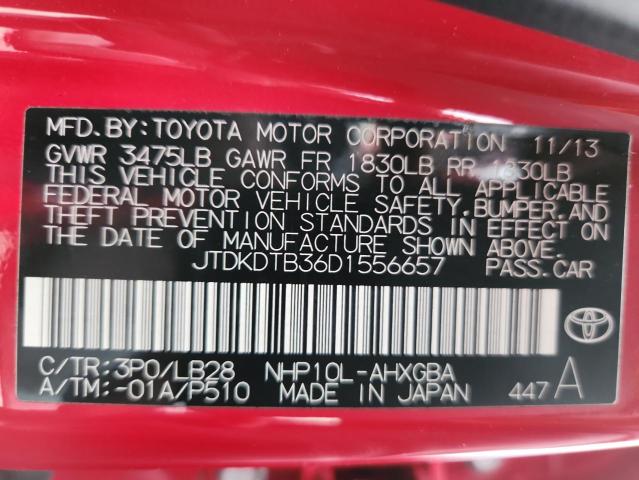 MFD.BY:TOYOTA MOTOR CORPORATION 11/13
GVWR 3475LB GAWR FR 1830LB RR 1830LB
THIS VEHICLE CONFORMS TO ALL APPLICABLE
FEDERAL MOTOR VEHICLE SAFETY,BUMPER,AND
THEFT PREVENTION STANDARDS IN EFFECT ON
THE DATE OF MANUFACTURE SHOWN ABOVE.
JTDKDTB36D1556657 PASS.CAR
C/TR:3P0/LB28 NHP10L-AHXGBA
A/TM:-01A/P510 MADE IN JAPAN 447 A